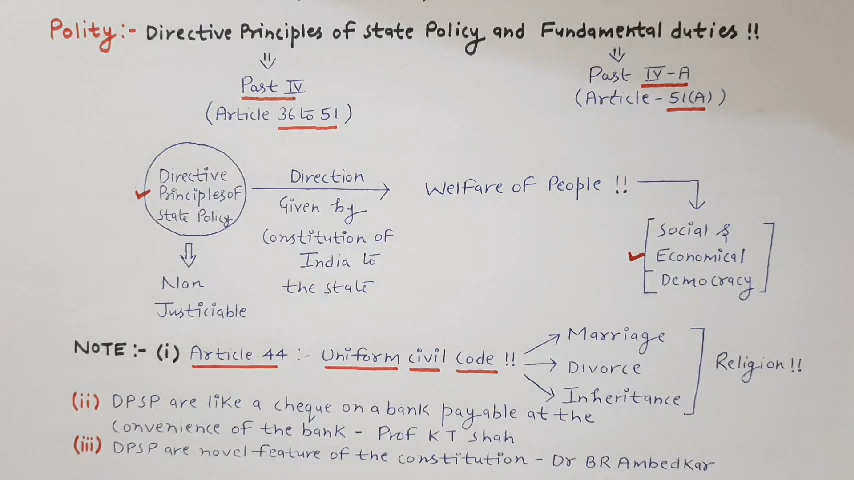 Polity:- Directive Principles of state Policy and Fundamental duties !!
Past IV
(Article 36 to 51)
Past IV-A
(Article - 51(A))
Directive
Principles of
state Policy
Direction
Given by
Constitution of
India to
the state
Welfare of People !!
Social &
Economical
Democracy
Non
Justiciable
NOTE:- (i) Article 44 :- Uniform civil Code !!
Marriage
Divorce
Inheritance
Religion !!
(ii) DPSP are like a cheque on a bank payable at the
convenience of the bank - Prof K T Shah
(iii) DPSP are novel feature of the constitution - Dr BR Ambedkar